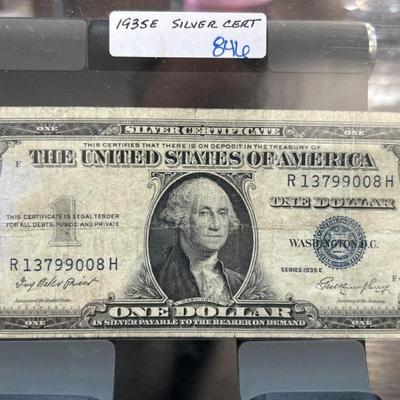 1935E SILVER CERT
846
ONE SILVER CERTIFICATE ONE
THIS CERTIFIES THAT THERE IS ON DEPOSIT IN THE TREASURY OF
F THE UNITED STATES OF AMERICA
R 13799008 H
ONE DOLLAR
1
THIS CERTIFICATE IS LEGAL TENDER
FOR ALL DEBTS, PUBLIC AND PRIVATE
WASHINGTON, D.C.
R 13799008 H
SERIES 1935 E
WASHINGTON
ONE DOLLAR
IN SILVER PAYABLE TO THE BEARER ON DEMAND
ONE ONE